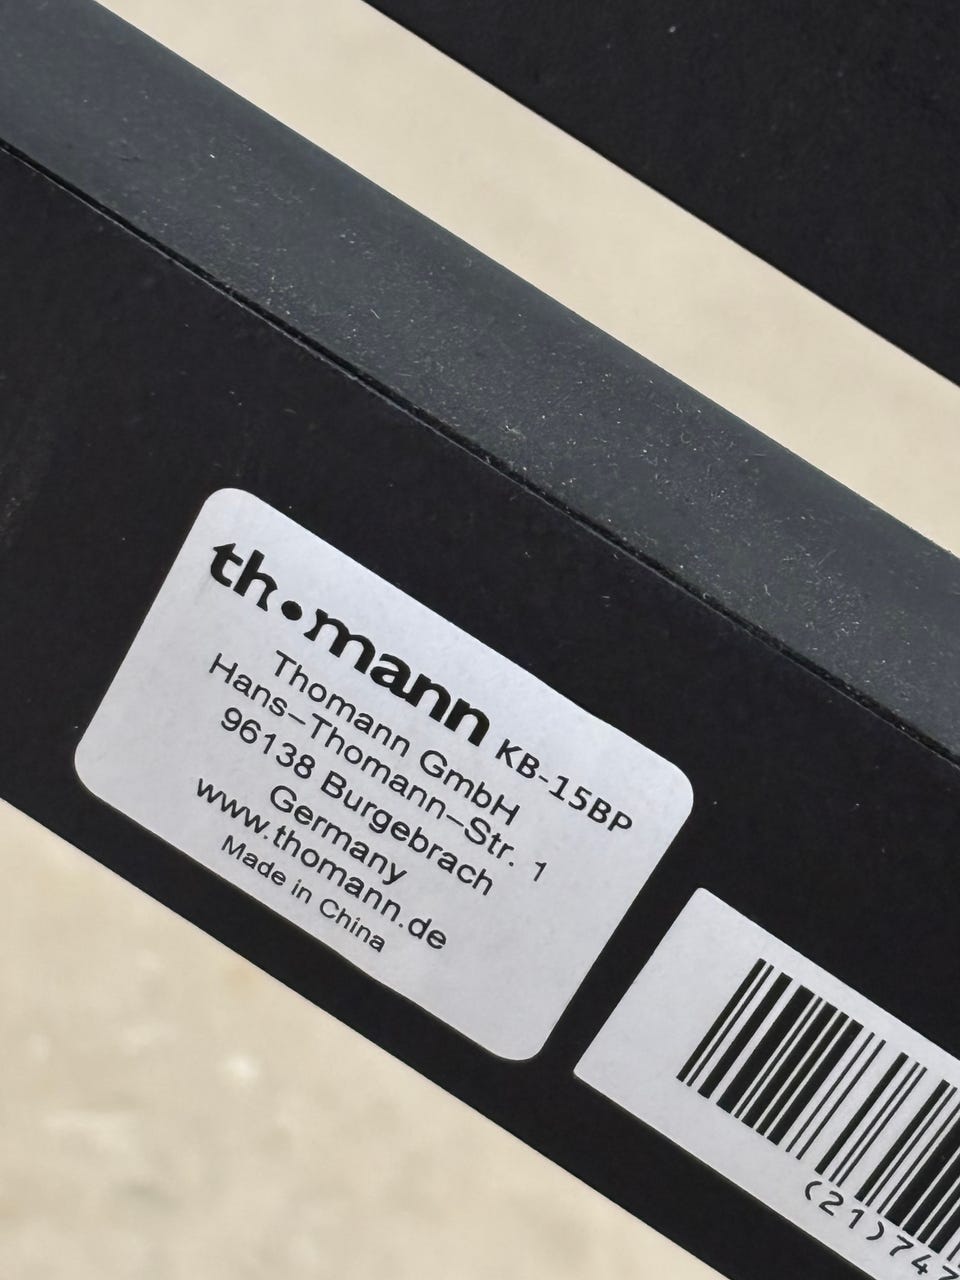 th•mann KB-15BP
Thomann GmbH
Hans-Thomann-Str. 1
96138 Burgebrach
Germany
www.thomann.de
Made in China
(21)747